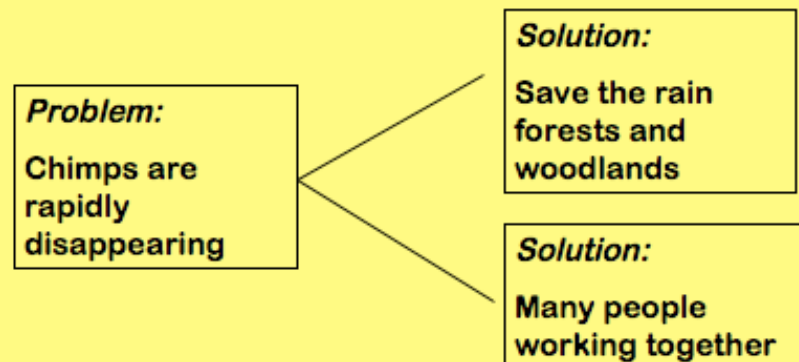 Problem:
Chimps are
rapidly
disappearing
Solution:
Save the rain
forests and
woodlands
Solution:
Many people
working together